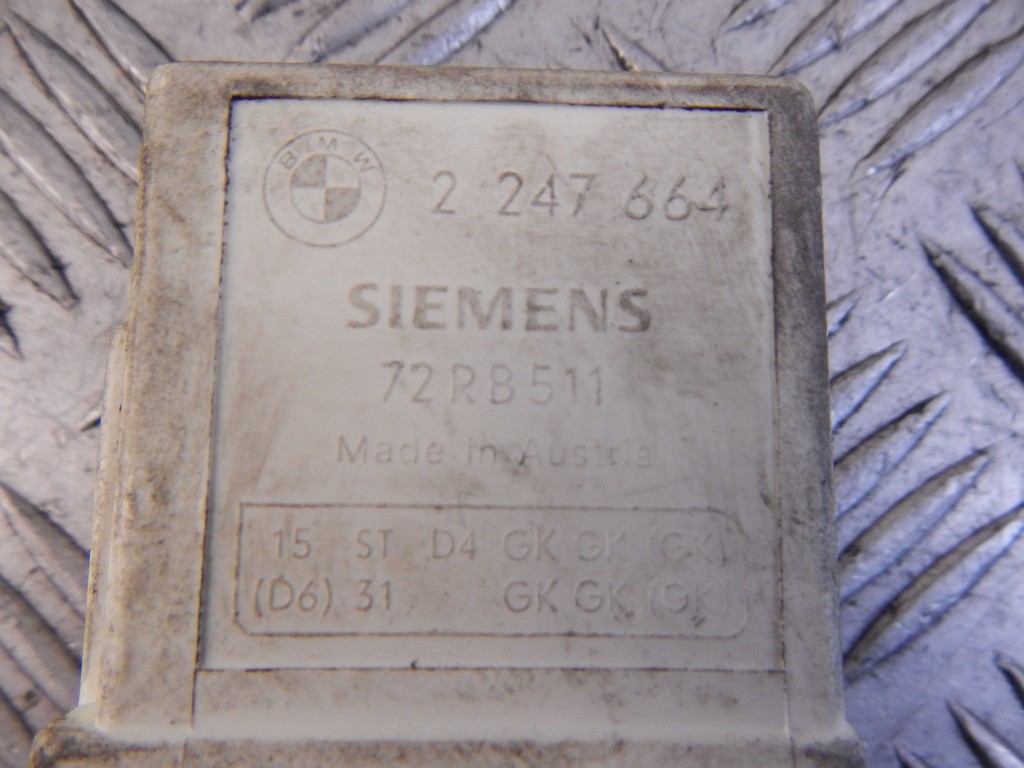 BMW 2 247 664
SIEMENS
72RB511
Made in Austria
15 ST D4 GK GK (GK)
(D6) 31 GK GK (GK